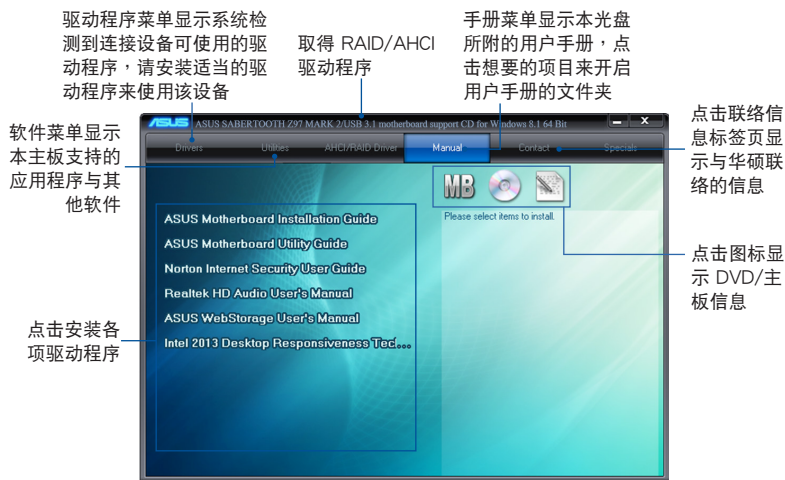 驱动程序菜单显示系统检
测到连接设备可使用的驱
动程序，请安装适当的驱
动程序来使用该设备
取得 RAID/AHCI
驱动程序
手册菜单显示本光盘
所附的用户手册，点
击想要的项目来开启
用户手册的文件夹
点击联络信
息标签页显
示与华硕联
络的信息
软件菜单显示
本主板支持的
应用程序与其
他软件
ASUS
ASUS SABERTOOTH Z97 MARK 2/USB 3.1 motherboard support CD for Windows 8.1 64 Bit
Drivers
Utilities
AHCI/RAID Driver
Manual
Contact
Specials
MB
Please select items to install.
ASUS Motherboard Installation Guide
ASUS Motherboard Utility Guide
Norton Internet Security User Guide
Realtek HD Audio User's Manual
ASUS WebStorage User's Manual
Intel 2013 Desktop Responsiveness Tec...
点击图标显
示 DVD/主
板信息
点击安装各
项驱动程序